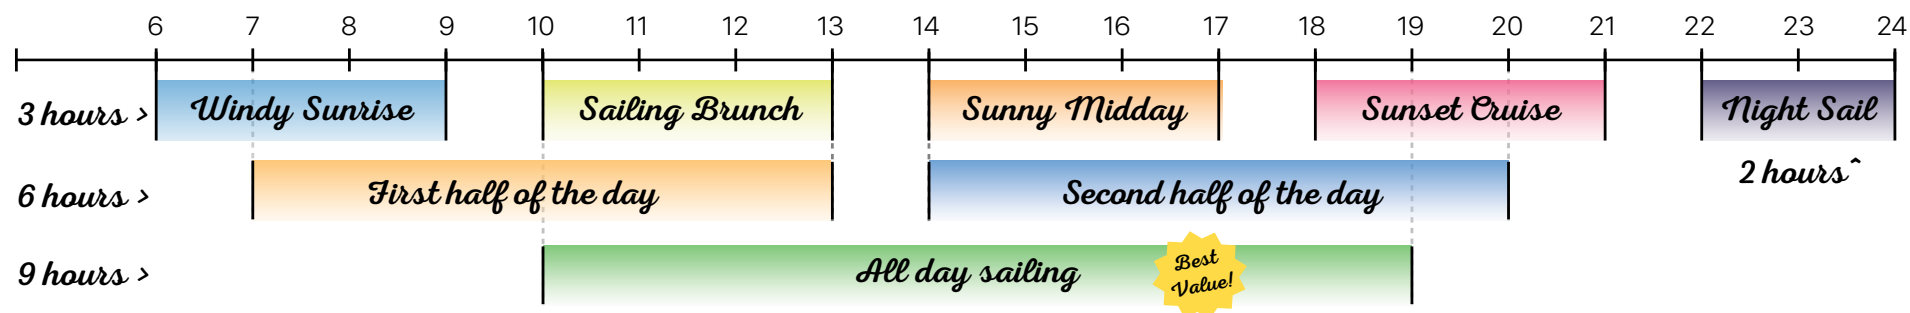 6 7 8 9 10 11 12 13 14 15 16 17 18 19 20 21 22 23 24
3 hours > Windy Sunrise Sailing Brunch Sunny Midday Sunset Cruise Night Sail
2 hours^
6 hours > First half of the day Second half of the day
9 hours > All day sailing
Best
Value!